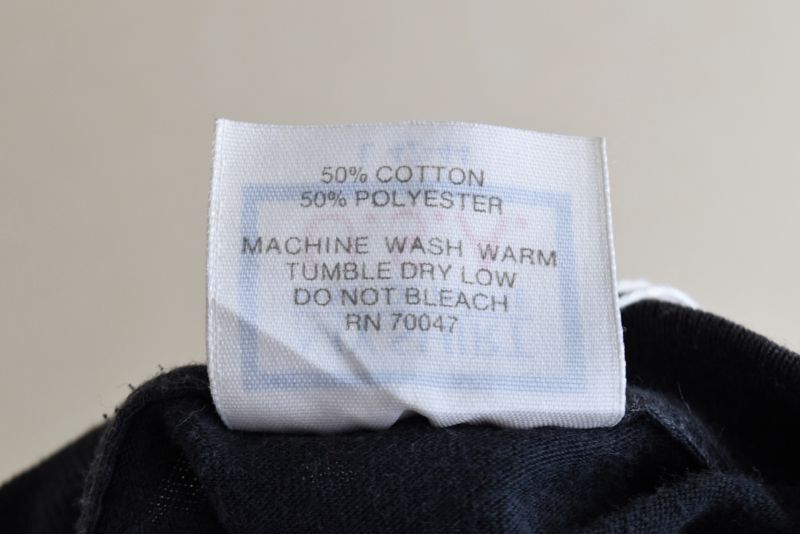 50% COTTON
50% POLYESTER
MACHINE WASH WARM
TUMBLE DRY LOW
DO NOT BLEACH
RN 70047